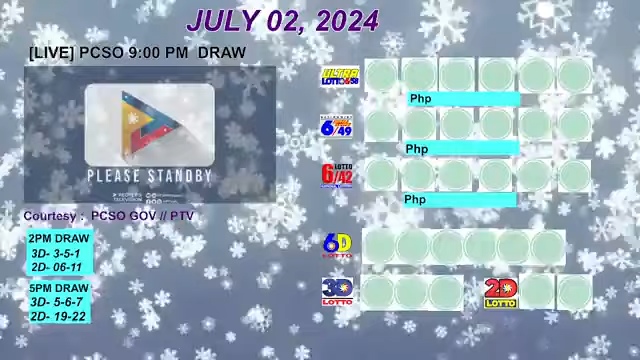 JULY 02, 2024
[LIVE] PCSO 9:00 PM DRAW
PLEASE STANDBY
Courtesy : PCSO GOV // PTV
2PM DRAW
3D- 3-5-1
2D- 06-11
5PM DRAW
3D- 5-6-7
2D- 19-22
ULTRA
LOTTO 6/58
Php
6/49
Php
LOTTO
6/42
Php
6D
LOTTO
3D
LOTTO
2D
LOTTO